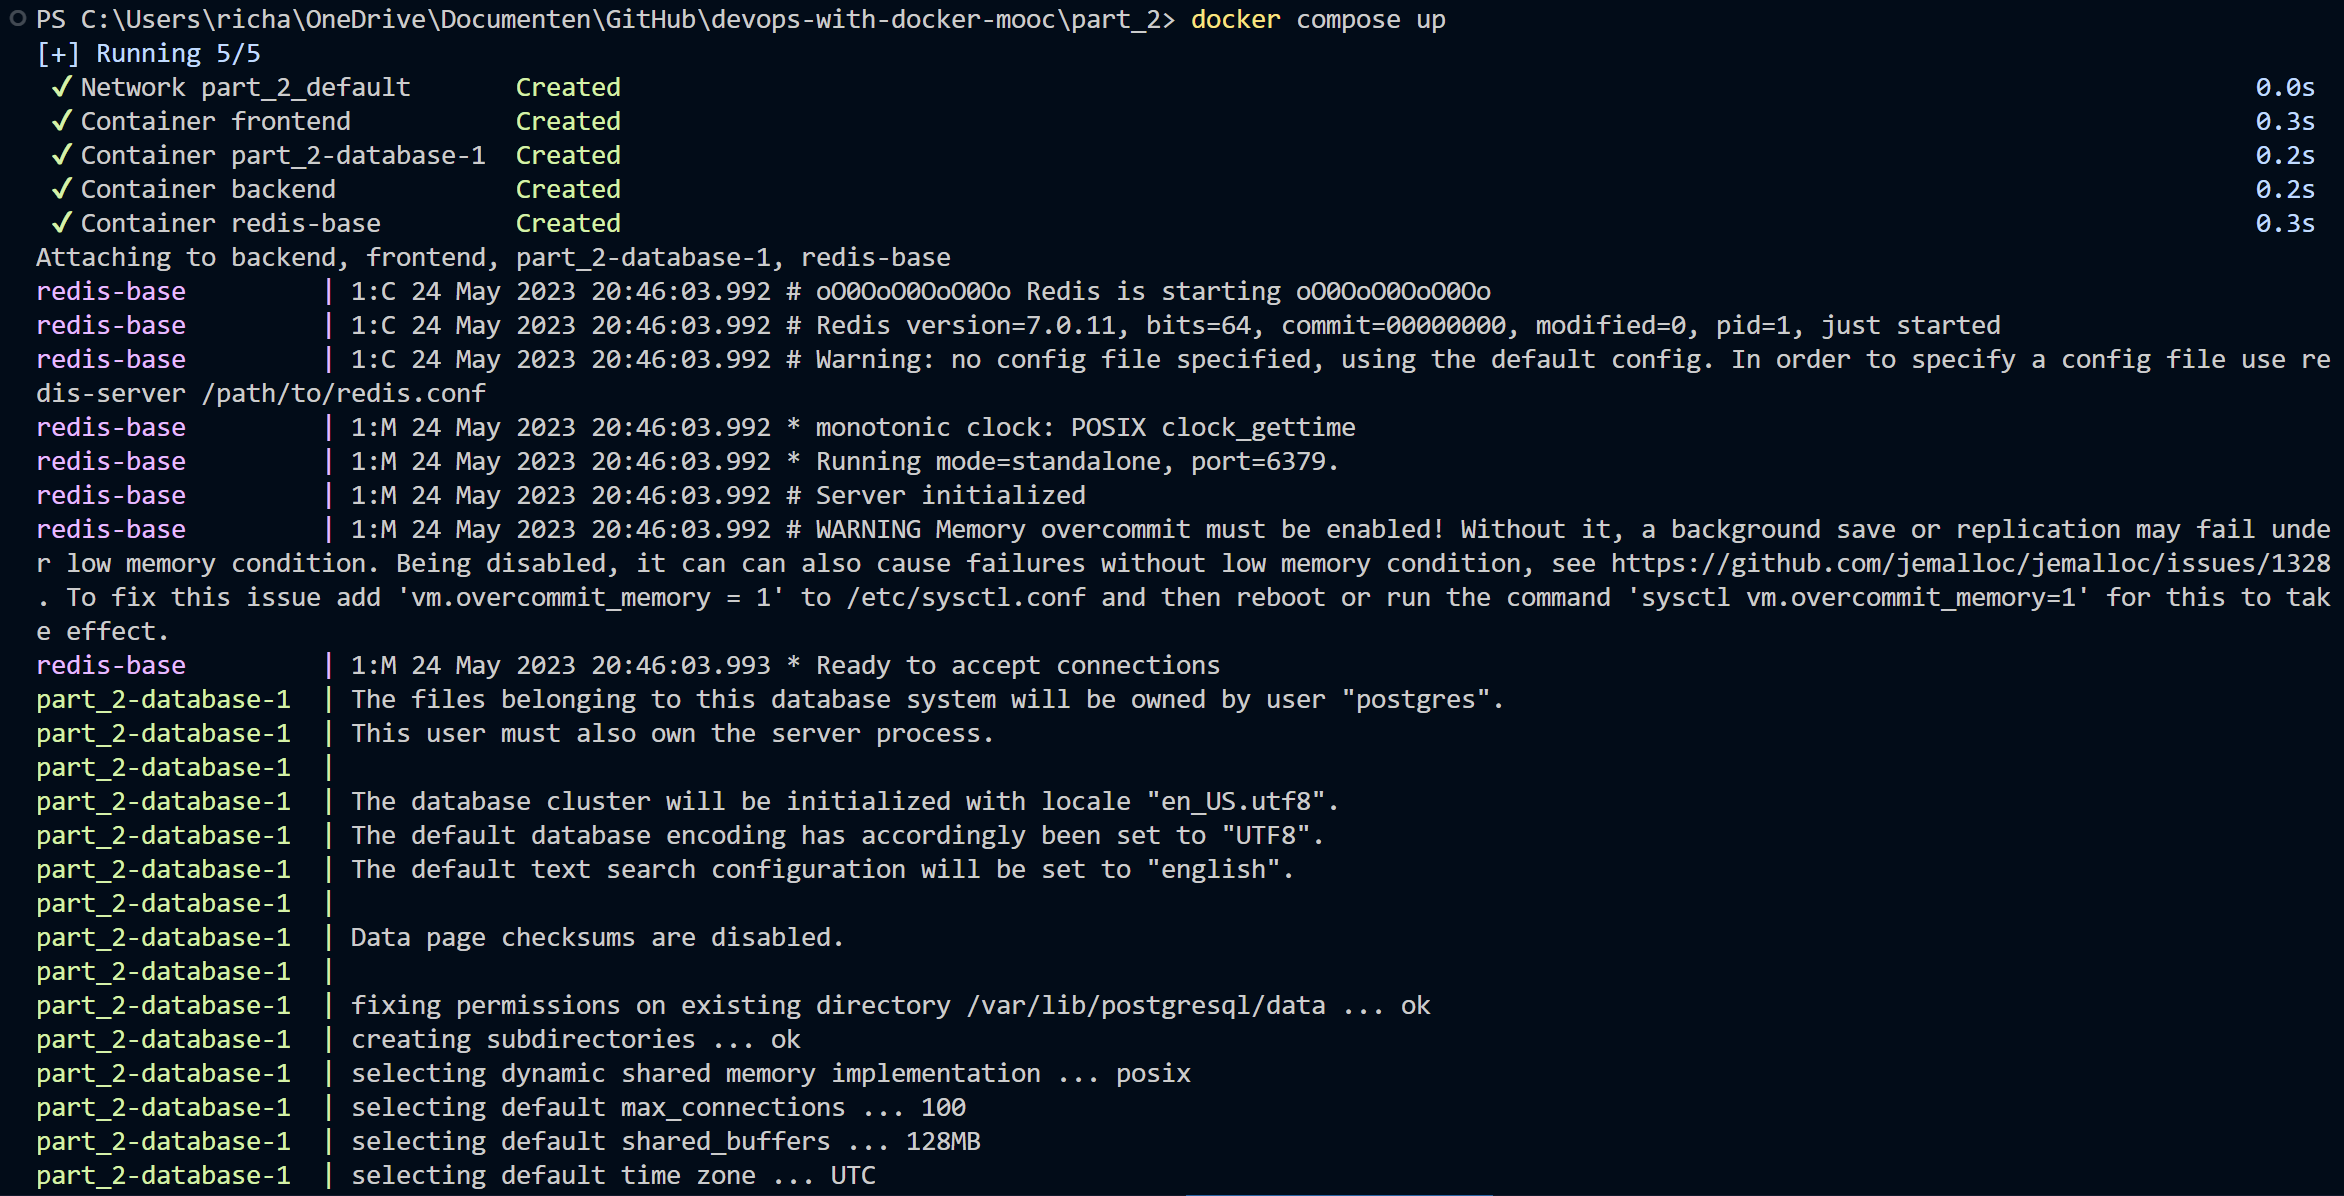 PS C:\Users\richa\OneDrive\Documenten\GitHub\devops-with-docker-mooc\part_2> docker compose up
[+] Running 5/5
✓ Network part_2_default Created 0.0s
✓ Container frontend Created 0.3s
✓ Container part_2-database-1 Created 0.2s
✓ Container backend Created 0.2s
✓ Container redis-base Created 0.3s
Attaching to backend, frontend, part_2-database-1, redis-base
redis-base | 1:C 24 May 2023 20:46:03.992 # oO0OoO0OoO0Oo Redis is starting oO0OoO0OoO0Oo
redis-base | 1:C 24 May 2023 20:46:03.992 # Redis version=7.0.11, bits=64, commit=00000000, modified=0, pid=1, just started
redis-base | 1:C 24 May 2023 20:46:03.992 # Warning: no config file specified, using the default config. In order to specify a config file use re
dis-server /path/to/redis.conf
redis-base | 1:M 24 May 2023 20:46:03.992 * monotonic clock: POSIX clock_gettime
redis-base | 1:M 24 May 2023 20:46:03.992 * Running mode=standalone, port=6379.
redis-base | 1:M 24 May 2023 20:46:03.992 # Server initialized
redis-base | 1:M 24 May 2023 20:46:03.992 # WARNING Memory overcommit must be enabled! Without it, a background save or replication may fail unde
r low memory condition. Being disabled, it can can also cause failures without low memory condition, see https://github.com/jemalloc/jemalloc/issues/1328
. To fix this issue add 'vm.overcommit_memory = 1' to /etc/sysctl.conf and then reboot or run the command 'sysctl vm.overcommit_memory=1' for this to tak
e effect.
redis-base | 1:M 24 May 2023 20:46:03.993 * Ready to accept connections
part_2-database-1 | The files belonging to this database system will be owned by user "postgres".
part_2-database-1 | This user must also own the server process.
part_2-database-1 |
part_2-database-1 | The database cluster will be initialized with locale "en_US.utf8".
part_2-database-1 | The default database encoding has accordingly been set to "UTF8".
part_2-database-1 | The default text search configuration will be set to "english".
part_2-database-1 |
part_2-database-1 | Data page checksums are disabled.
part_2-database-1 |
part_2-database-1 | fixing permissions on existing directory /var/lib/postgresql/data ... ok
part_2-database-1 | creating subdirectories ... ok
part_2-database-1 | selecting dynamic shared memory implementation ... posix
part_2-database-1 | selecting default max_connections ... 100
part_2-database-1 | selecting default shared_buffers ... 128MB
part_2-database-1 | selecting default time zone ... UTC